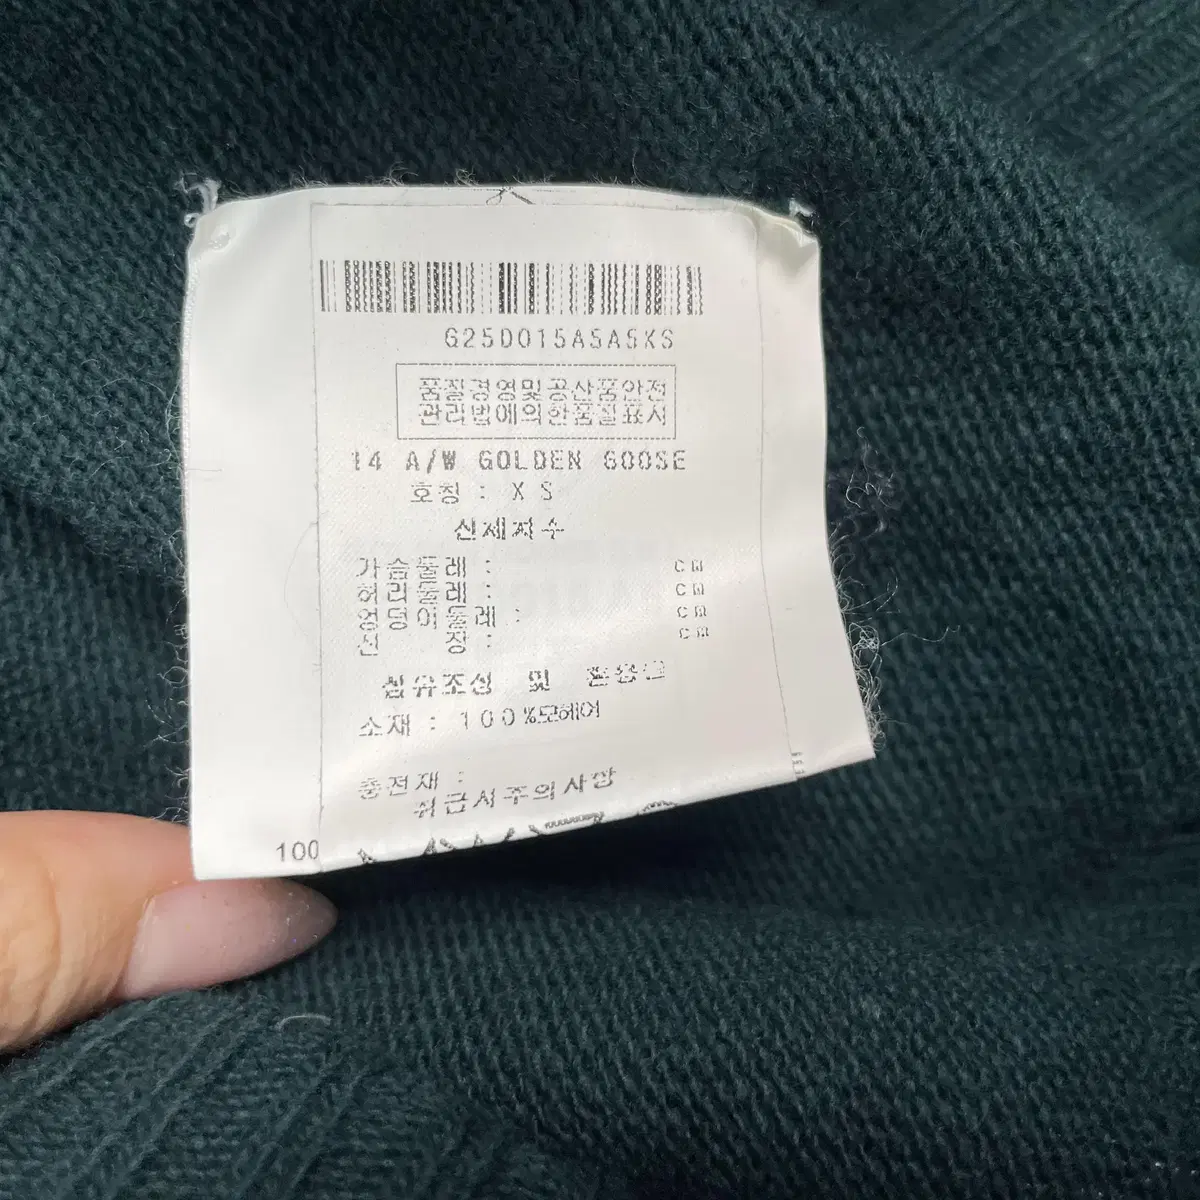 G25D015A5A5KS
품질경영및공산품안전
관리법에의한품질표시
14 A/W GOLDEN GOOSE
호칭 : XS
신체치수
가슴둘레 : cm
허리둘레 : cm
엉덩이둘레 : cm
신 장 : cm
섬유조성 및 혼용율
소재 : 100%모헤어
충전재 :
취급시주의사항
100